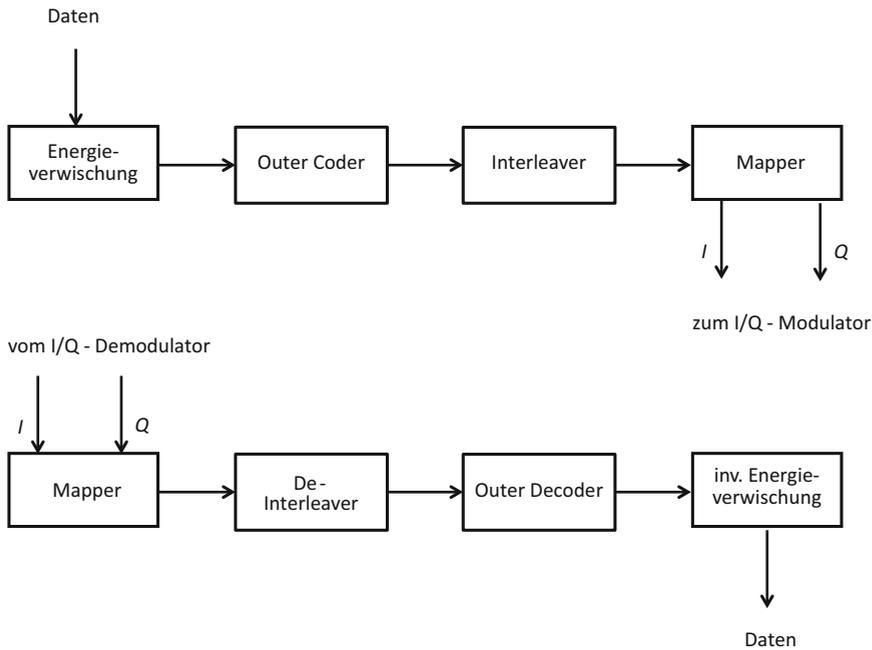 Daten
Energie-
verwischung
Outer Coder
Interleaver
Mapper
I
Q
zum I/Q - Modulator
vom I/Q - Demodulator
I
Q
Mapper
De-
Interleaver
Outer Decoder
inv. Energie-
verwischung
Daten